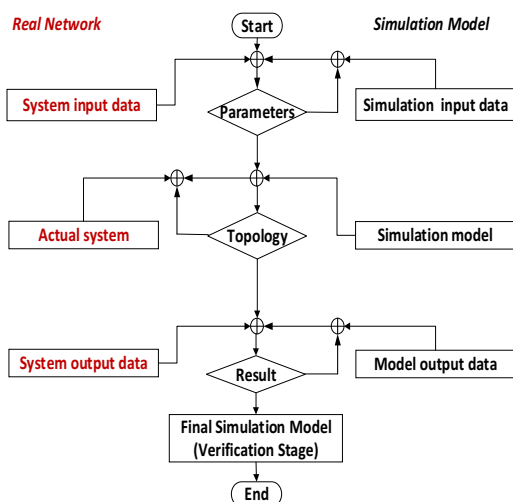 Real Network
Start
Simulation Model
System input data
Parameters
Simulation input data
Actual system
Topology
Simulation model
System output data
Result
Model output data
Final Simulation Model
(Verification Stage)
End